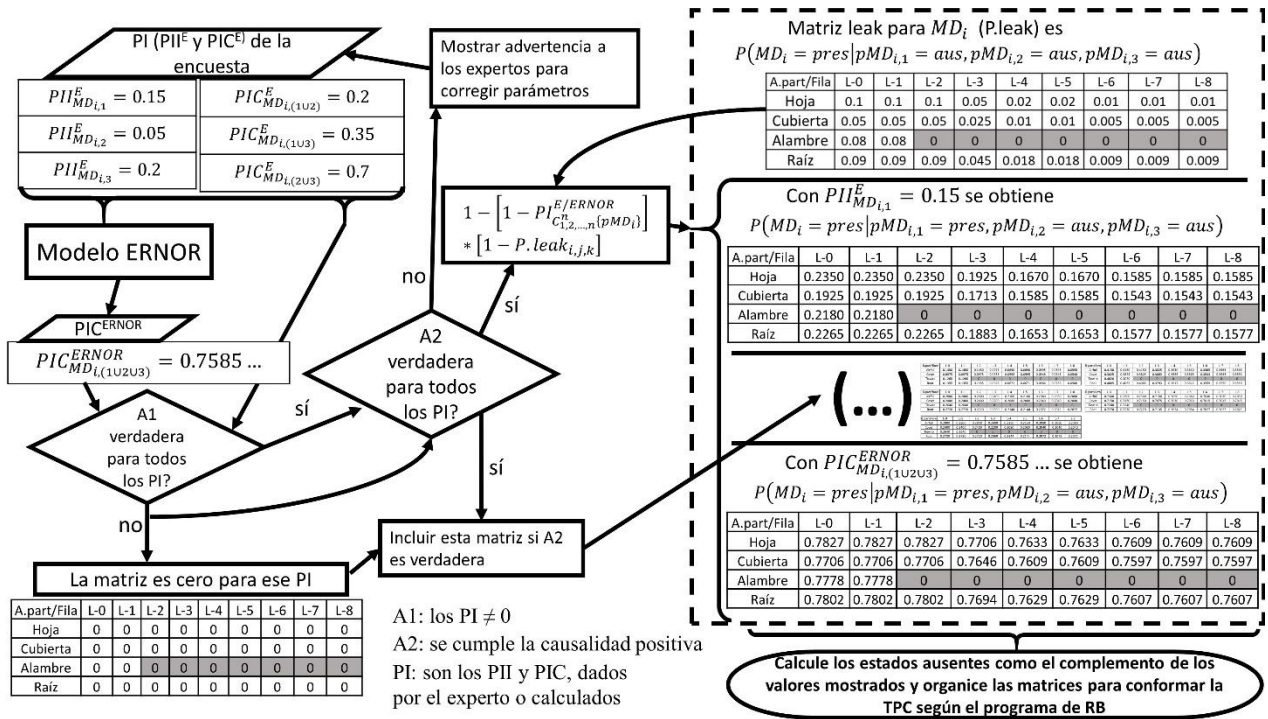 PI (PII^E y PIC^E) de la
encuesta
PII^E_{MD_{i,1}} = 0.15
PIC^E_{MD_{i,(1∪2)}} = 0.2
PII^E_{MD_{i,2}} = 0.05
PIC^E_{MD_{i,(1∪3)}} = 0.35
PII^E_{MD_{i,3}} = 0.2
PIC^E_{MD_{i,(2∪3)}} = 0.7
Mostrar advertencia a
los expertos para
corregir parámetros
Modelo ERNOR
PIC^{ERNOR}
PIC^{ERNOR}_{MD_{i,(1∪2∪3)}} = 0.7585 …
A1
verdadera
para todos
los PI?
sí
no
A2
verdadera
para todos
los PI?
no
sí
sí
1 − [1 − PI^{E/ERNOR}_{C^n_{1,2,…,n}{pMD_i}}]
* [1 − P.leak_{i,j,k}]
Incluir esta matriz si A2
es verdadera
La matriz es cero para ese PI
A.part/Fila L-0 L-1 L-2 L-3 L-4 L-5 L-6 L-7 L-8
Hoja 0 0 0 0 0 0 0 0 0
Cubierta 0 0 0 0 0 0 0 0 0
Alambre 0 0 0 0 0 0 0 0 0
Raíz 0 0 0 0 0 0 0 0 0
A1: los PI ≠ 0
A2: se cumple la causalidad positiva
PI: son los PII y PIC, dados
por el experto o calculados
Matriz leak para MD_i (P.leak) es
P(MD_i = pres|pMD_{i,1} = aus, pMD_{i,2} = aus, pMD_{i,3} = aus)
A.part/Fila L-0 L-1 L-2 L-3 L-4 L-5 L-6 L-7 L-8
Hoja 0.1 0.1 0.1 0.05 0.02 0.02 0.01 0.01 0.01
Cubierta 0.05 0.05 0.05 0.025 0.01 0.01 0.005 0.005 0.005
Alambre 0.08 0.08 0 0 0 0 0 0 0
Raíz 0.09 0.09 0.09 0.045 0.018 0.018 0.009 0.009 0.009
Con PII^E_{MD_{i,1}} = 0.15 se obtiene
P(MD_i = pres|pMD_{i,1} = pres, pMD_{i,2} = aus, pMD_{i,3} = aus)
A.part/Fila L-0 L-1 L-2 L-3 L-4 L-5 L-6 L-7 L-8
Hoja 0.2350 0.2350 0.2350 0.1925 0.1670 0.1670 0.1585 0.1585 0.1585
Cubierta 0.1925 0.1925 0.1925 0.1713 0.1585 0.1585 0.1543 0.1543 0.1543
Alambre 0.2180 0.2180 0 0 0 0 0 0 0
Raíz 0.2265 0.2265 0.2265 0.1883 0.1653 0.1653 0.1577 0.1577 0.1577
(…)
Con PIC^{ERNOR}_{MD_{i,(1∪2∪3)}} = 0.7585 … se obtiene
P(MD_i = pres|pMD_{i,1} = pres, pMD_{i,2} = aus, pMD_{i,3} = aus)
A.part/Fila L-0 L-1 L-2 L-3 L-4 L-5 L-6 L-7 L-8
Hoja 0.7827 0.7827 0.7827 0.7706 0.7633 0.7633 0.7609 0.7609 0.7609
Cubierta 0.7706 0.7706 0.7706 0.7646 0.7609 0.7609 0.7597 0.7597 0.7597
Alambre 0.7778 0.7778 0 0 0 0 0 0 0
Raíz 0.7802 0.7802 0.7802 0.7694 0.7629 0.7629 0.7607 0.7607 0.7607
Calcule los estados ausentes como el complemento de los
valores mostrados y organice las matrices para conformar la
TPC según el programa de RB